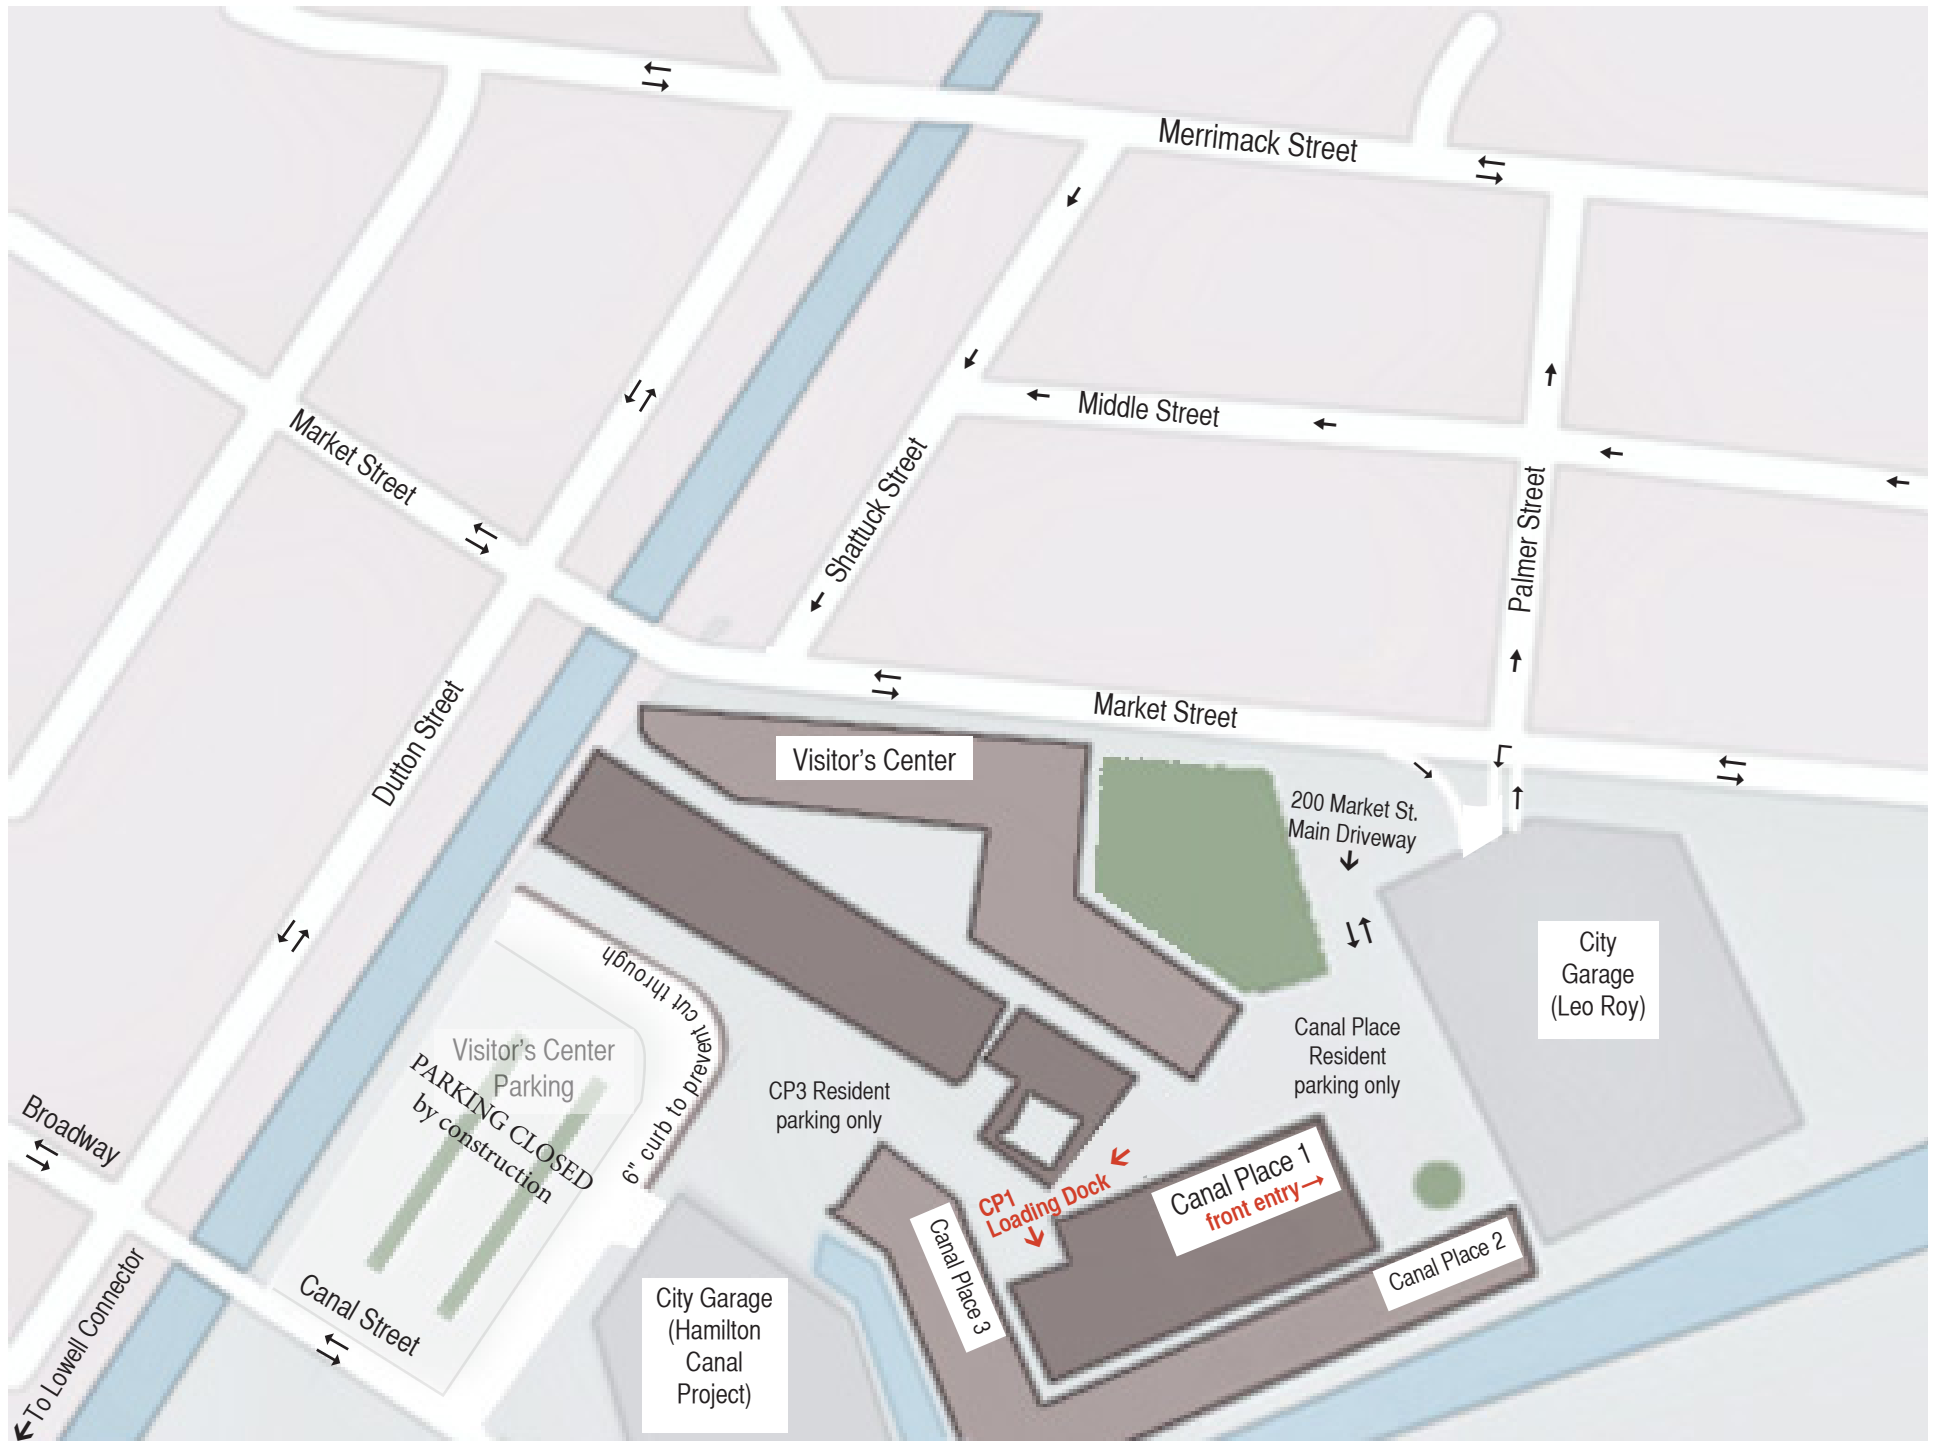 Merrimack Street
Middle Street
Market Street
Shattuck Street
Palmer Street
Dutton Street
Market Street
Visitor's Center
200 Market St.
Main Driveway
City
Garage
(Leo Roy)
6" curb to prevent cut through
Visitor's Center
Parking
PARKING CLOSED
by construction
Canal Place
Resident
parking only
CP3 Resident
parking only
Broadway
CP1
Loading Dock
Canal Place 1
front entry
Canal Place 2
Canal Place 3
Canal Street
To Lowell Connector
City Garage
(Hamilton
Canal
Project)